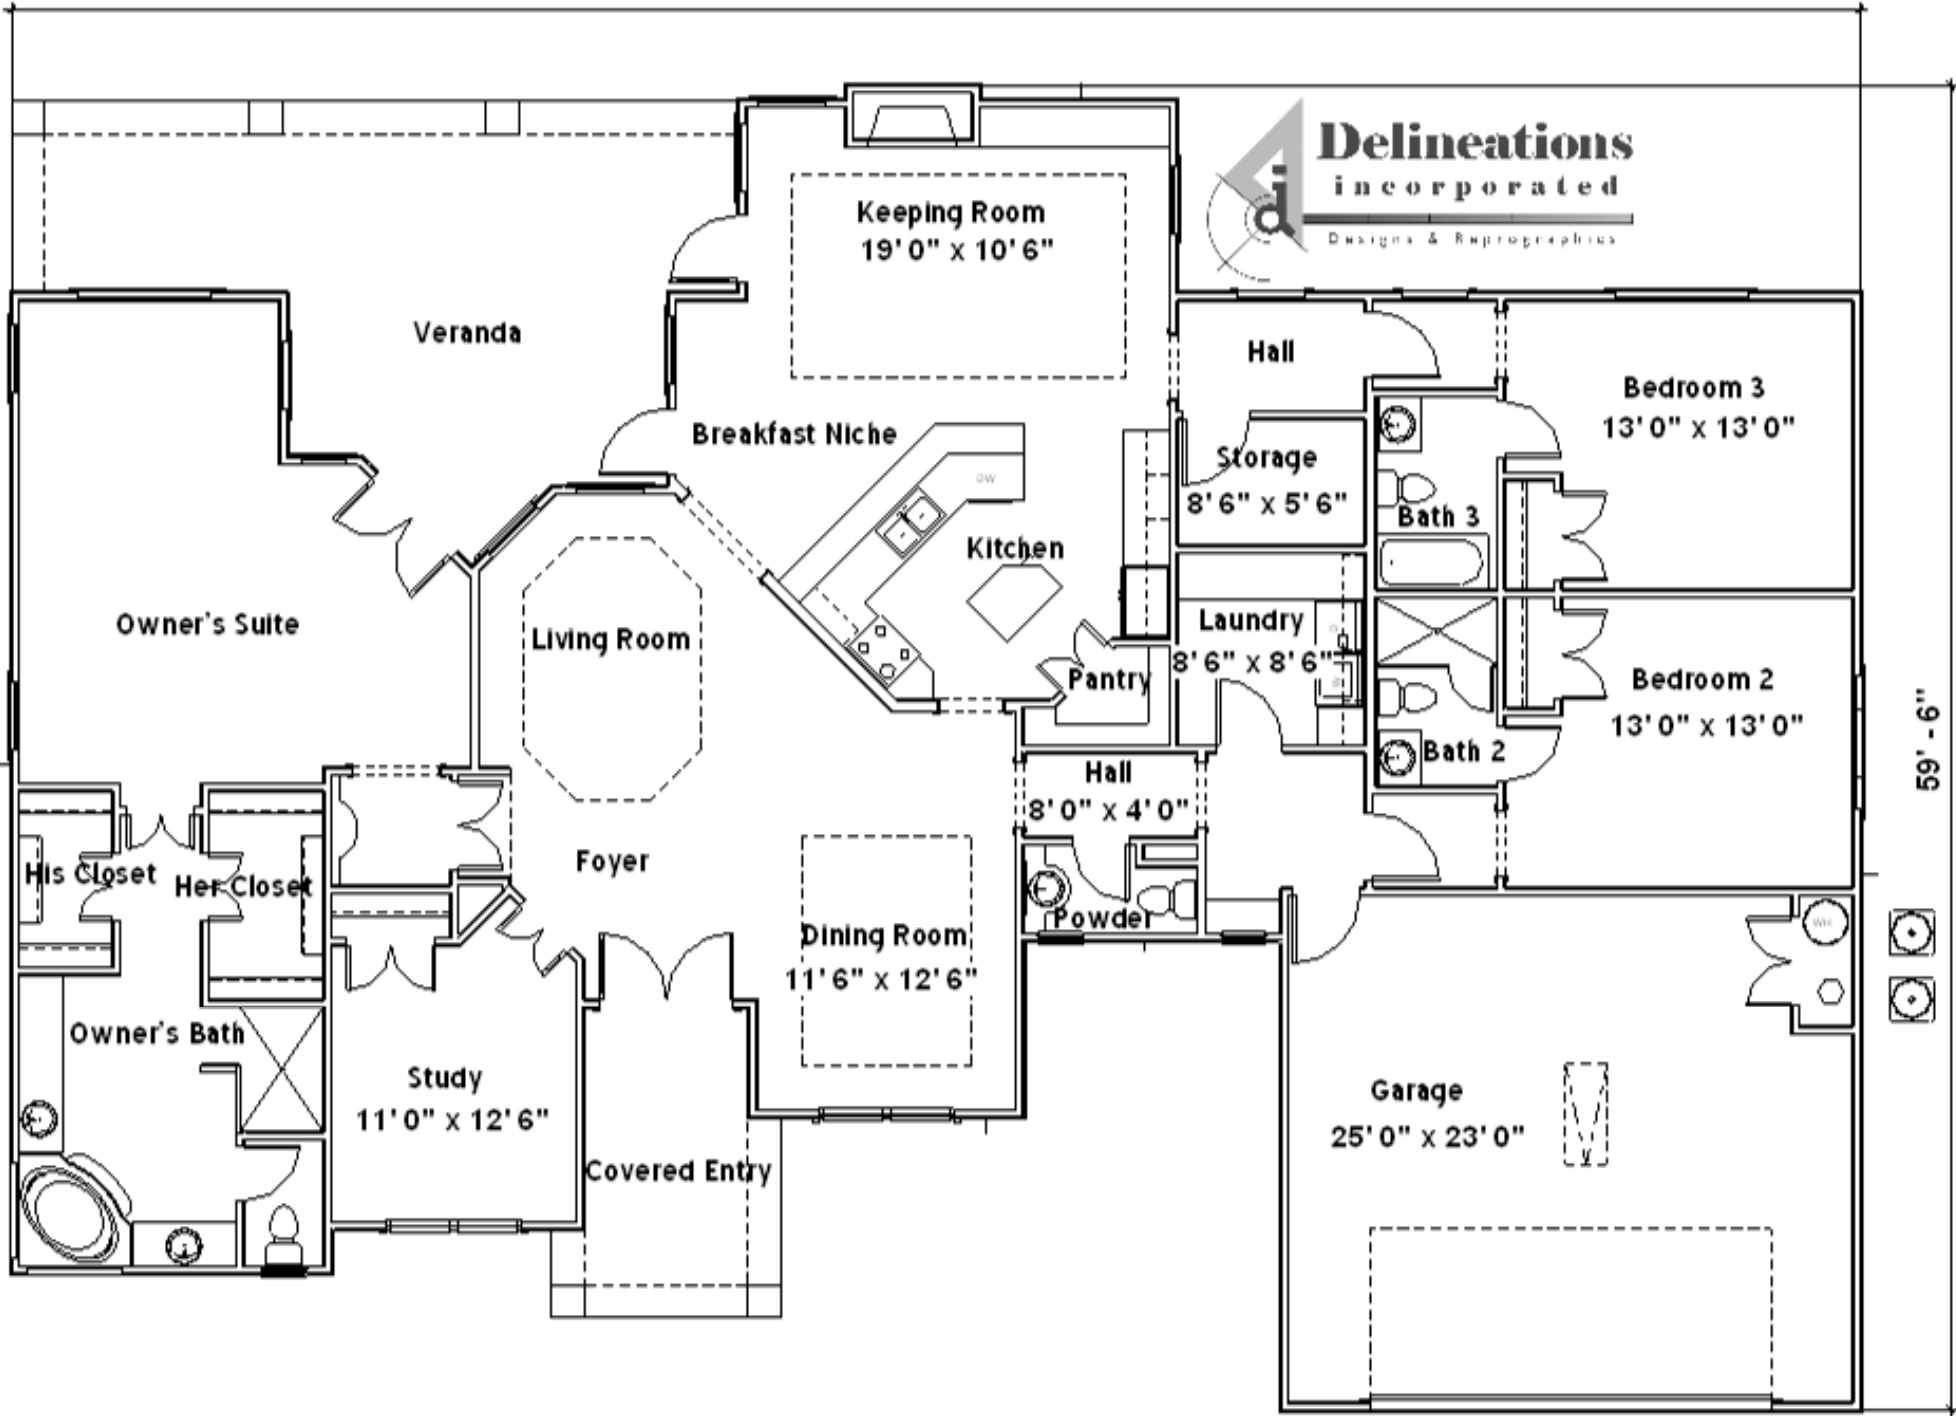 Delineations
incorporated
Designs & Reprographics
Keeping Room
19'0" x 10'6"
Veranda
Hall
Bedroom 3
13'0" x 13'0"
Breakfast Niche
Storage
8'6" x 5'6"
DW
Bath 3
Kitchen
Owner's Suite
Living Room
Laundry
8'6" x 8'6"
Pantry
Bedroom 2
13'0" x 13'0"
59'-6"
Bath 2
Hall
8'0" x 4'0"
Foyer
His Closet
Her Closet
Powder
WH
Dining Room
11'6" x 12'6"
Owner's Bath
Study
11'0" x 12'6"
Garage
25'0" x 23'0"
Covered Entry